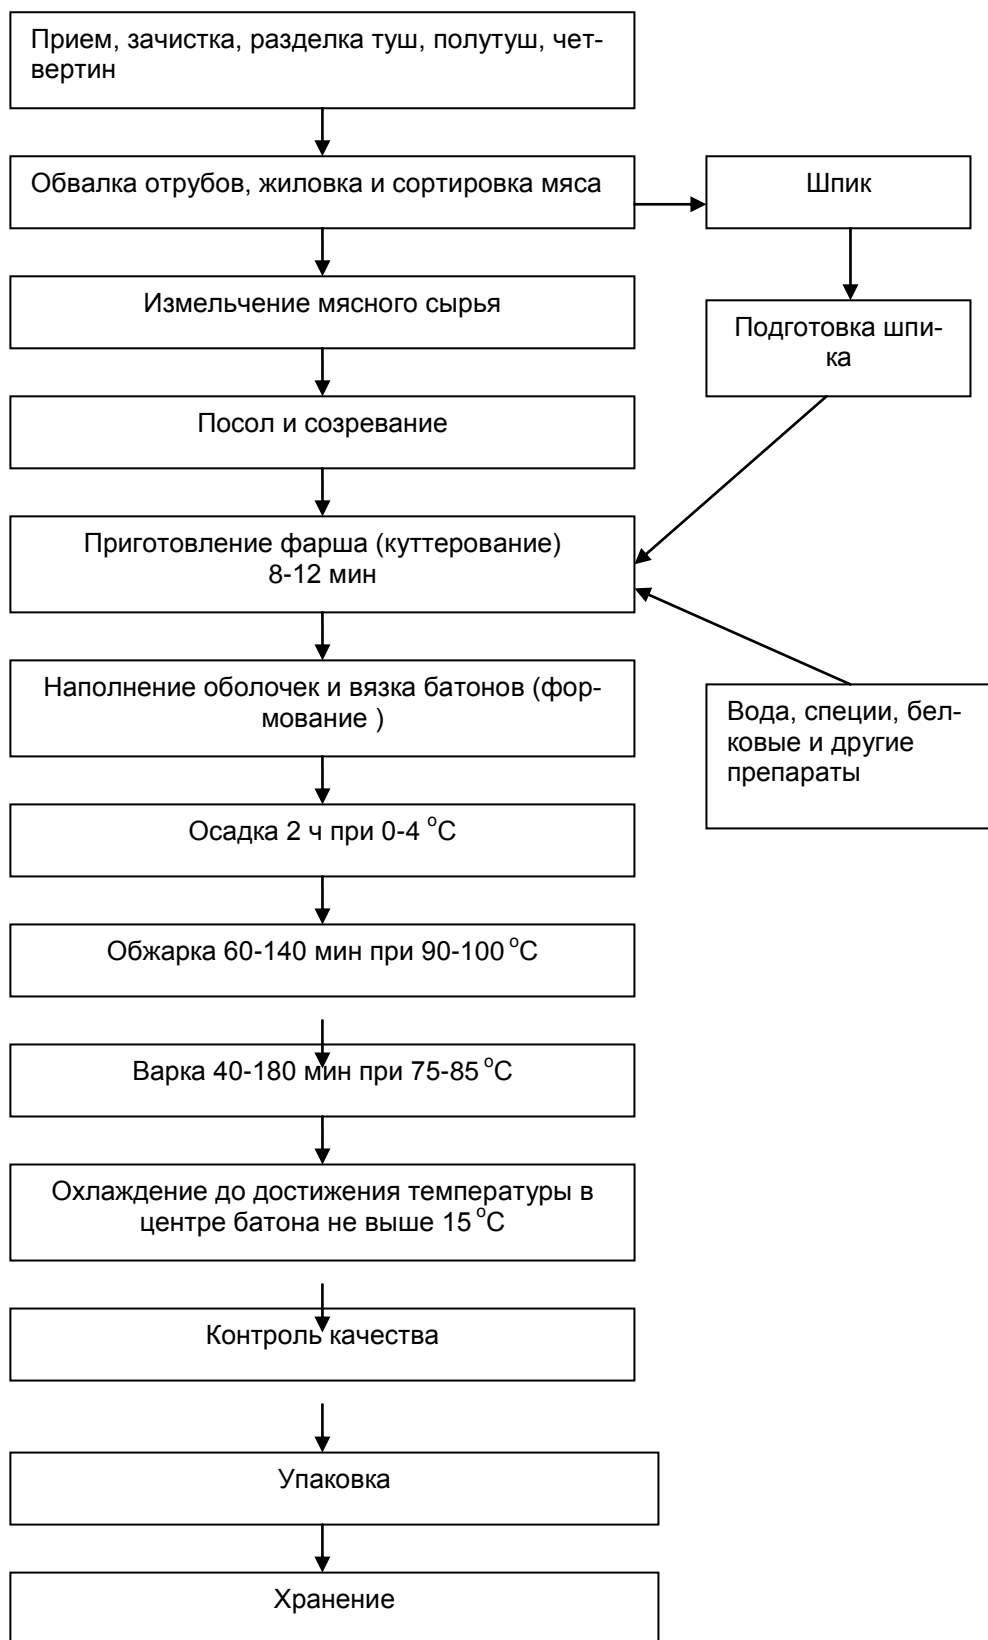 Прием, зачистка, разделка туш, полутуш, чет-
вертин
Обвалка отрубов, жиловка и сортировка мяса
Шпик
Измельчение мясного сырья
Подготовка шпи-
ка
Посол и созревание
Приготовление фарша (куттерование)
8-12 мин
Наполнение оболочек и вязка батонов (фор-
мование )
Вода, специи, бел-
ковые и другие
препараты
Осадка 2 ч при 0-4 °С
Обжарка 60-140 мин при 90-100 °С
Варка 40-180 мин при 75-85 °С
Охлаждение до достижения температуры в
центре батона не выше 15 °С
Контроль качества
Упаковка
Хранение